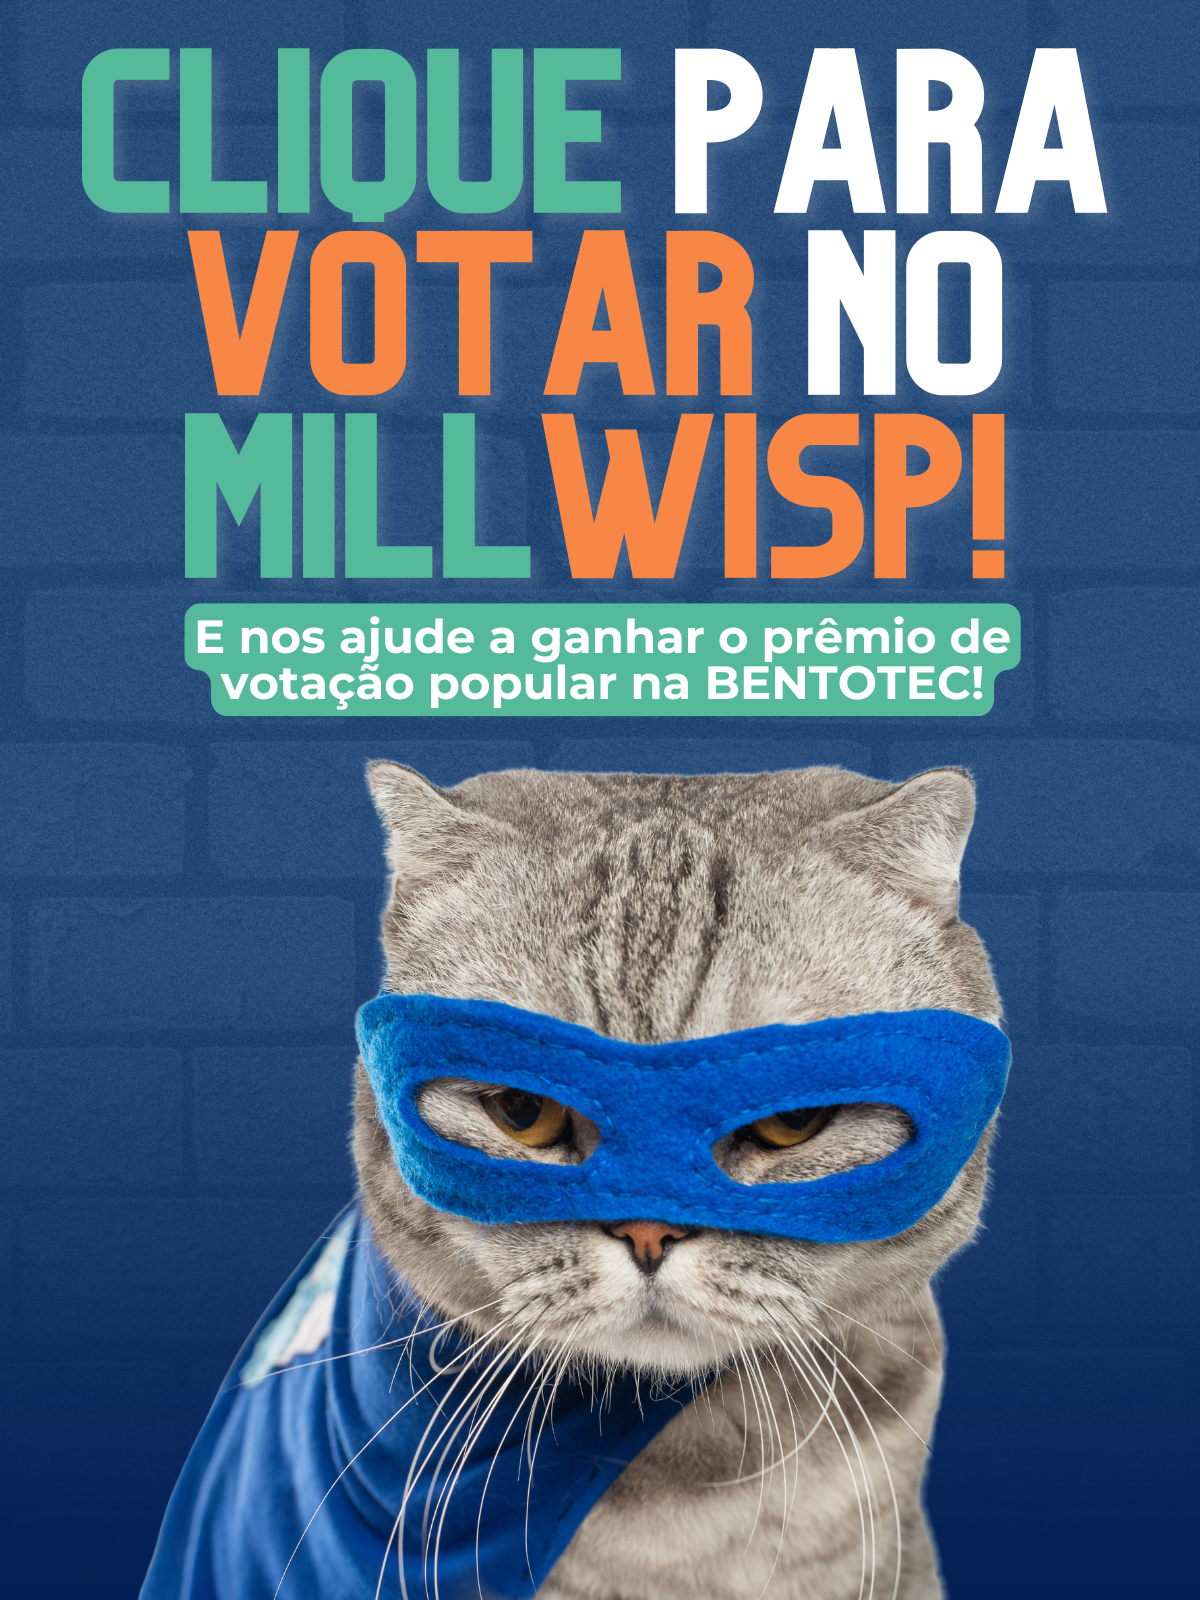 CLIQUE PARA
VOTAR NO
MILLWISP!
E nos ajude a ganhar o prêmio de
votação popular na BENTOTEC!